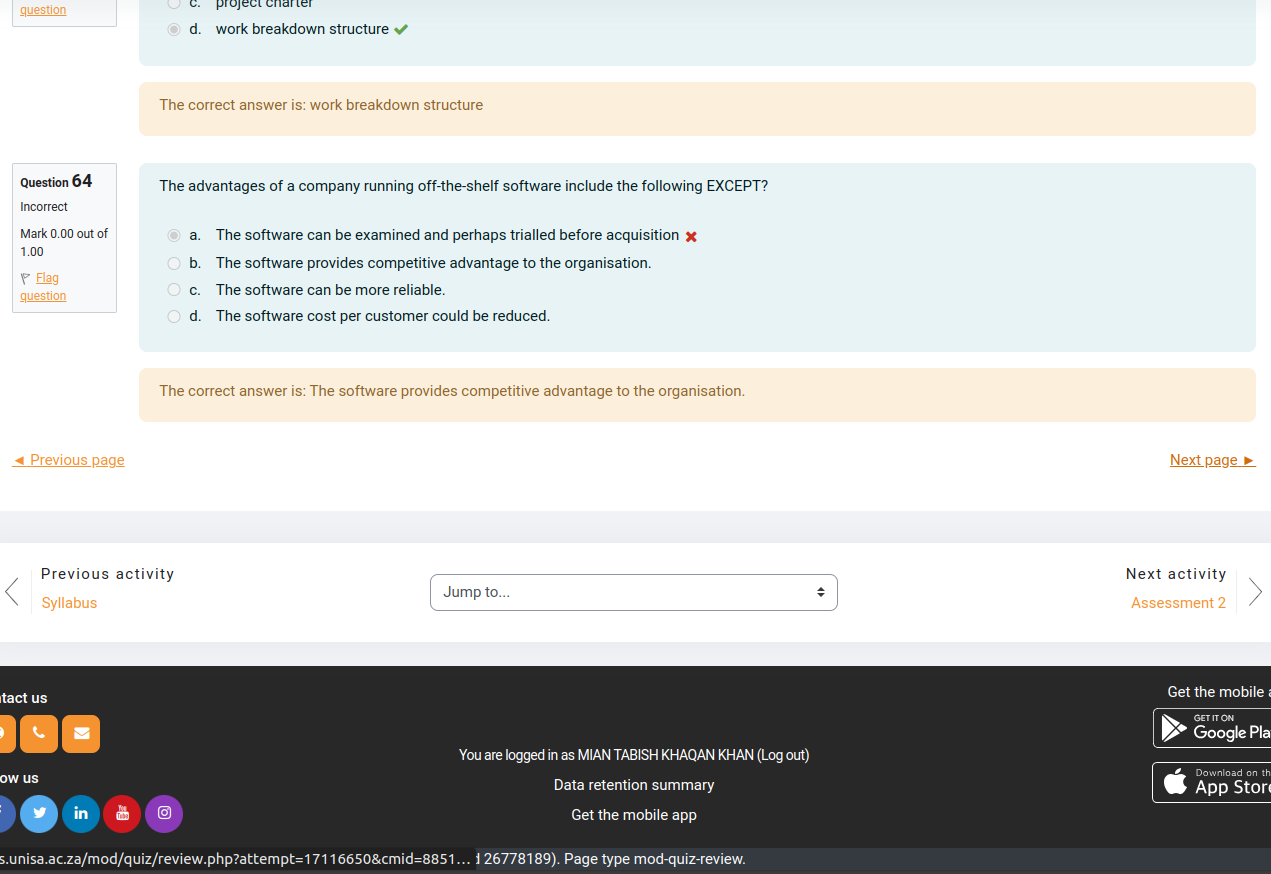 question
c. project charter
d. work breakdown structure
The correct answer is: work breakdown structure
Question 64
Incorrect
Mark 0.00 out of
1.00
Flag
question
The advantages of a company running off-the-shelf software include the following EXCEPT?
a. The software can be examined and perhaps trialled before acquisition
b. The software provides competitive advantage to the organisation.
c. The software can be more reliable.
d. The software cost per customer could be reduced.
The correct answer is: The software provides competitive advantage to the organisation.
◄ Previous page
Next page ►
Previous activity
Syllabus
Jump to...
Next activity
Assessment 2
tact us
ow us
You
Tube
in
You are logged in as MIAN TABISH KHAQAN KHAN (Log out)
Data retention summary
Get the mobile app
Get the mobile a
GET IT ON
Google Pla
Download on th
App Store
s.unisa.ac.za/mod/quiz/review.php?attempt=17116650&cmid=8851... d 26778189). Page type mod-quiz-review.